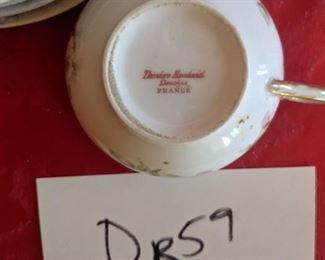 Theodore Haviland
Limoges
FRANCE
DR59